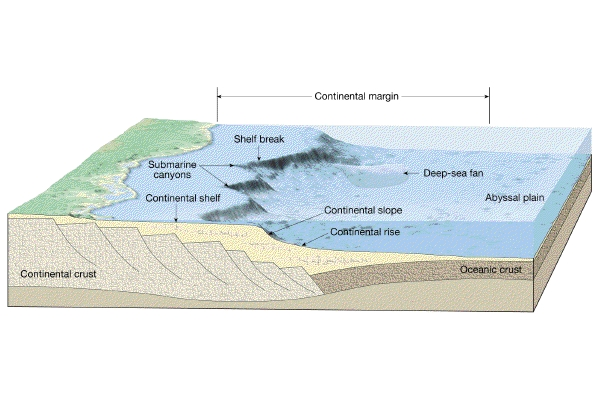 Continental margin
Shelf break
Submarine
canyons
Deep-sea fan
Continental shelf
Abyssal plain
Continental slope
Continental rise
Continental crust
Oceanic crust